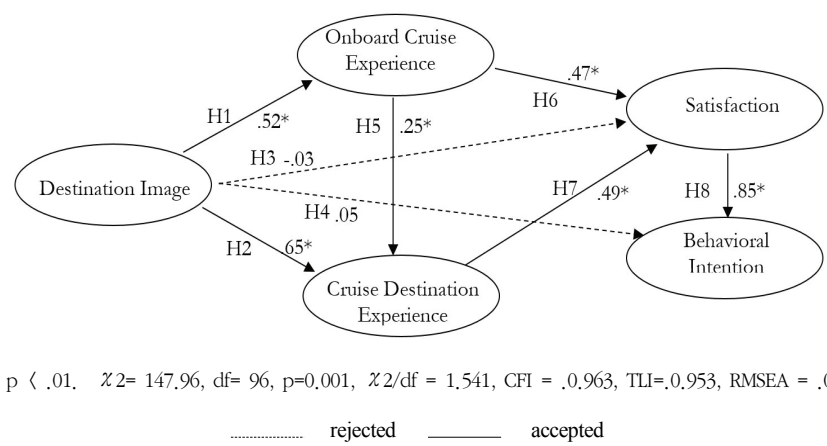 Onboard Cruise
Experience
.47*
H6
Satisfaction
H1
.52*
H5
.25*
H3 -.03
Destination Image
H7
.49*
H8
.85*
H4 .05
H2
65*
Behavioral
Intention
Cruise Destination
Experience
p < .01. χ2= 147.96, df= 96, p=0.001, χ2/df = 1.541, CFI = .0.963, TLI=.0.953, RMSEA =
rejected
accepted